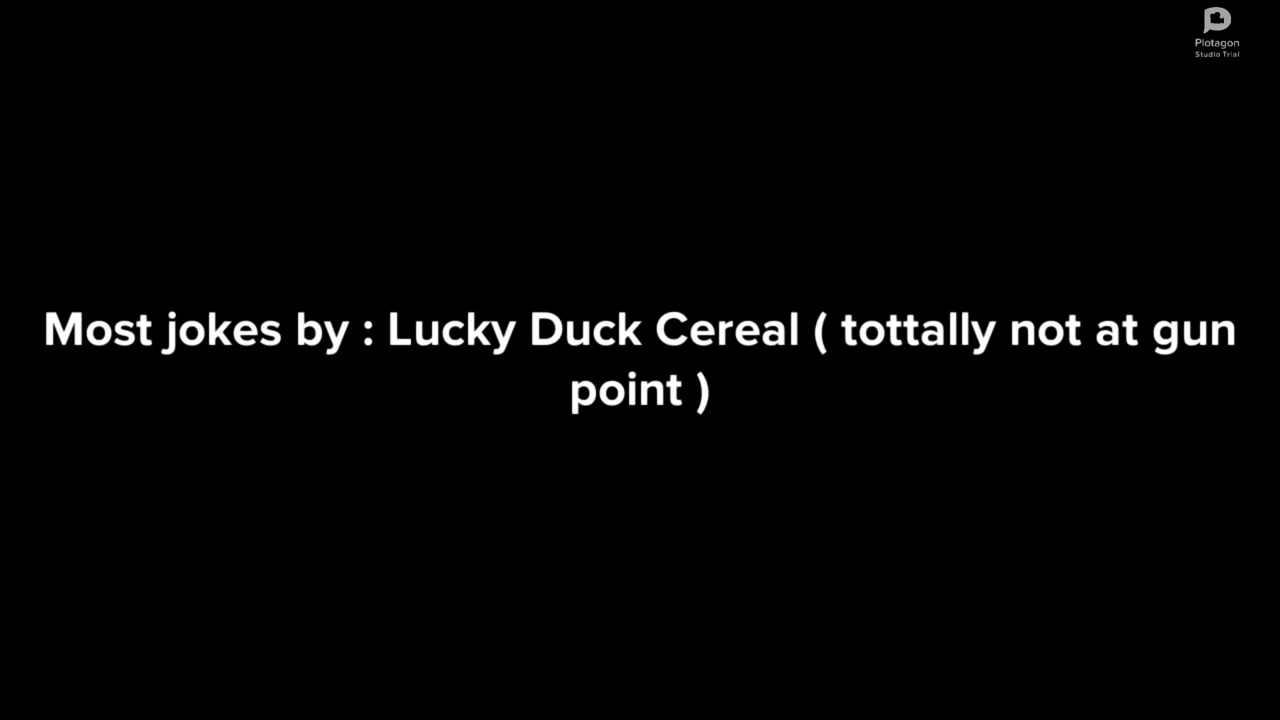 Plotagon
Studio Trial
Most jokes by : Lucky Duck Cereal ( tottally not at gun
point )